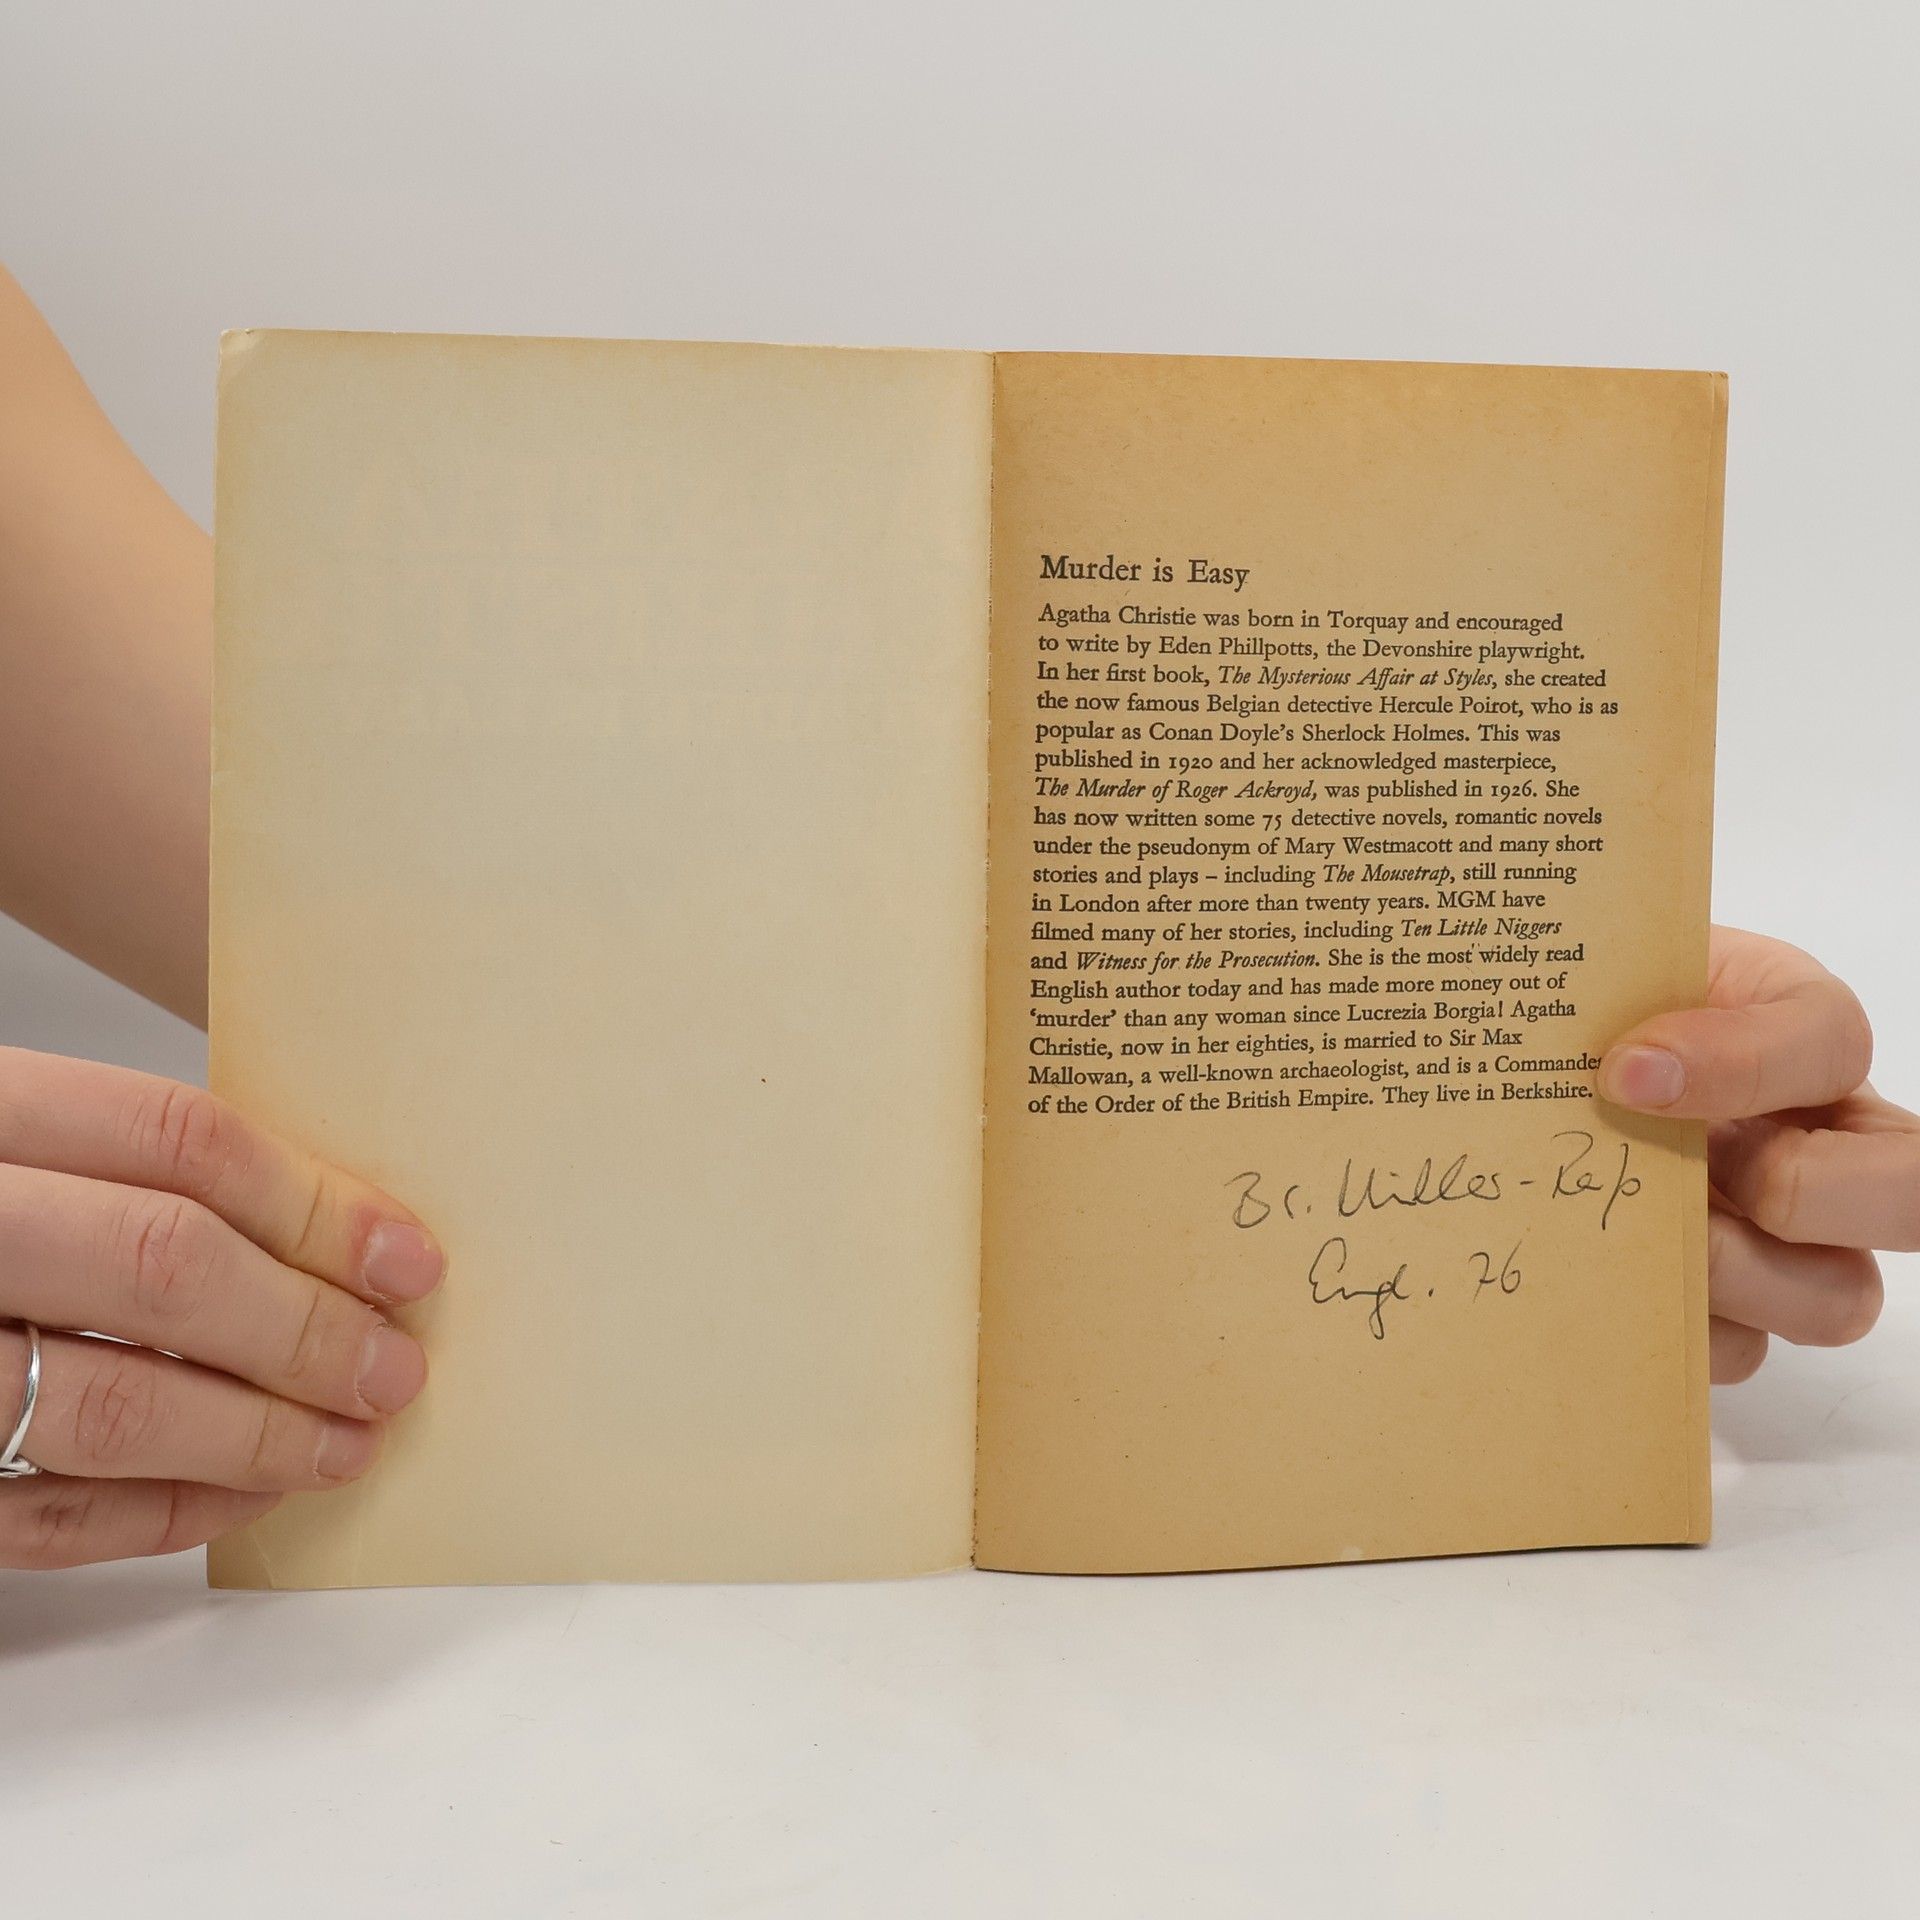 Murder is Easy
Agatha Christie was born in Torquay and encouraged
to write by Eden Phillpotts, the Devonshire playwright.
In her first book, The Mysterious Affair at Styles, she created
the now famous Belgian detective Hercule Poirot, who is as
popular as Conan Doyle's Sherlock Holmes. This was
published in 1920 and her acknowledged masterpiece,
The Murder of Roger Ackroyd, was published in 1926. She
has now written some 75 detective novels, romantic novels
under the pseudonym of Mary Westmacott and many short
stories and plays – including The Mousetrap, still running
in London after more than twenty years. MGM have
filmed many of her stories, including Ten Little Niggers
and Witness for the Prosecution. She is the most widely read
English author today and has made more money out of
‘murder’ than any woman since Lucrezia Borgia! Agatha
Christie, now in her eighties, is married to Sir Max
Mallowan, a well-known archaeologist, and is a Commander
of the Order of the British Empire. They live in Berkshire.
Br.
Engl. 76